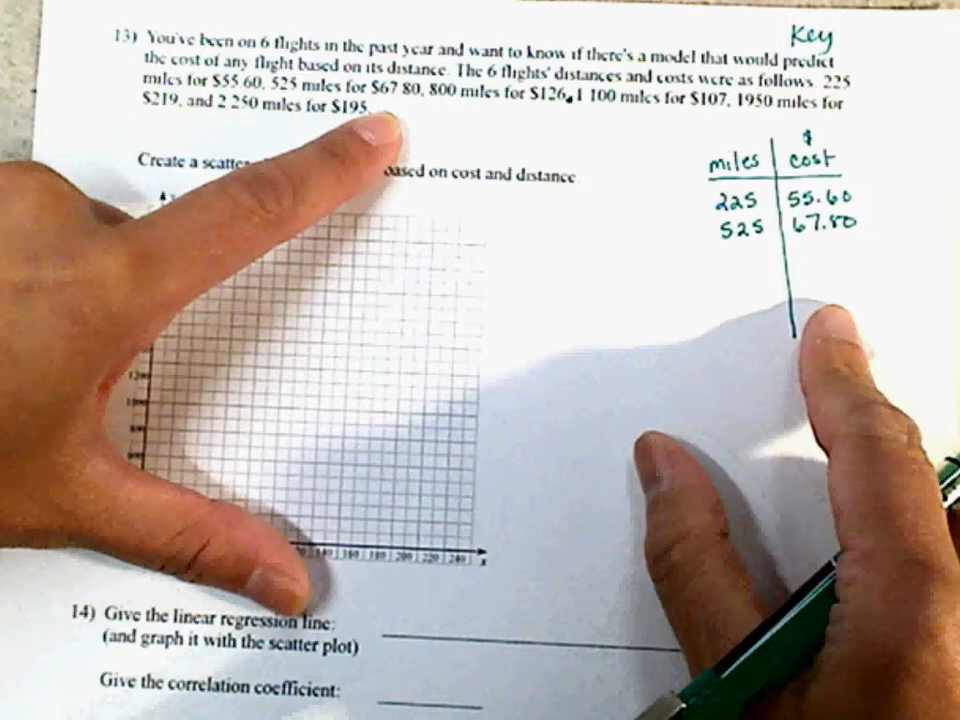 Key
13) You've been on 6 flights in the past year and want to know if there's a model that would predict
the cost of any flight based on its distance. The 6 flights' distances and costs were as follows. 225
miles for $55 60, 525 miles for $67 80, 800 miles for $126, 1 100 miles for $107, 1950 miles for
$219, and 2 250 miles for $195.
Create a scatter based on cost and distance
miles $ cost
225 55.60
525 67.80
160 180 200 220 240 x
14) Give the linear regression line:
(and graph it with the scatter plot)
Give the correlation coefficient: